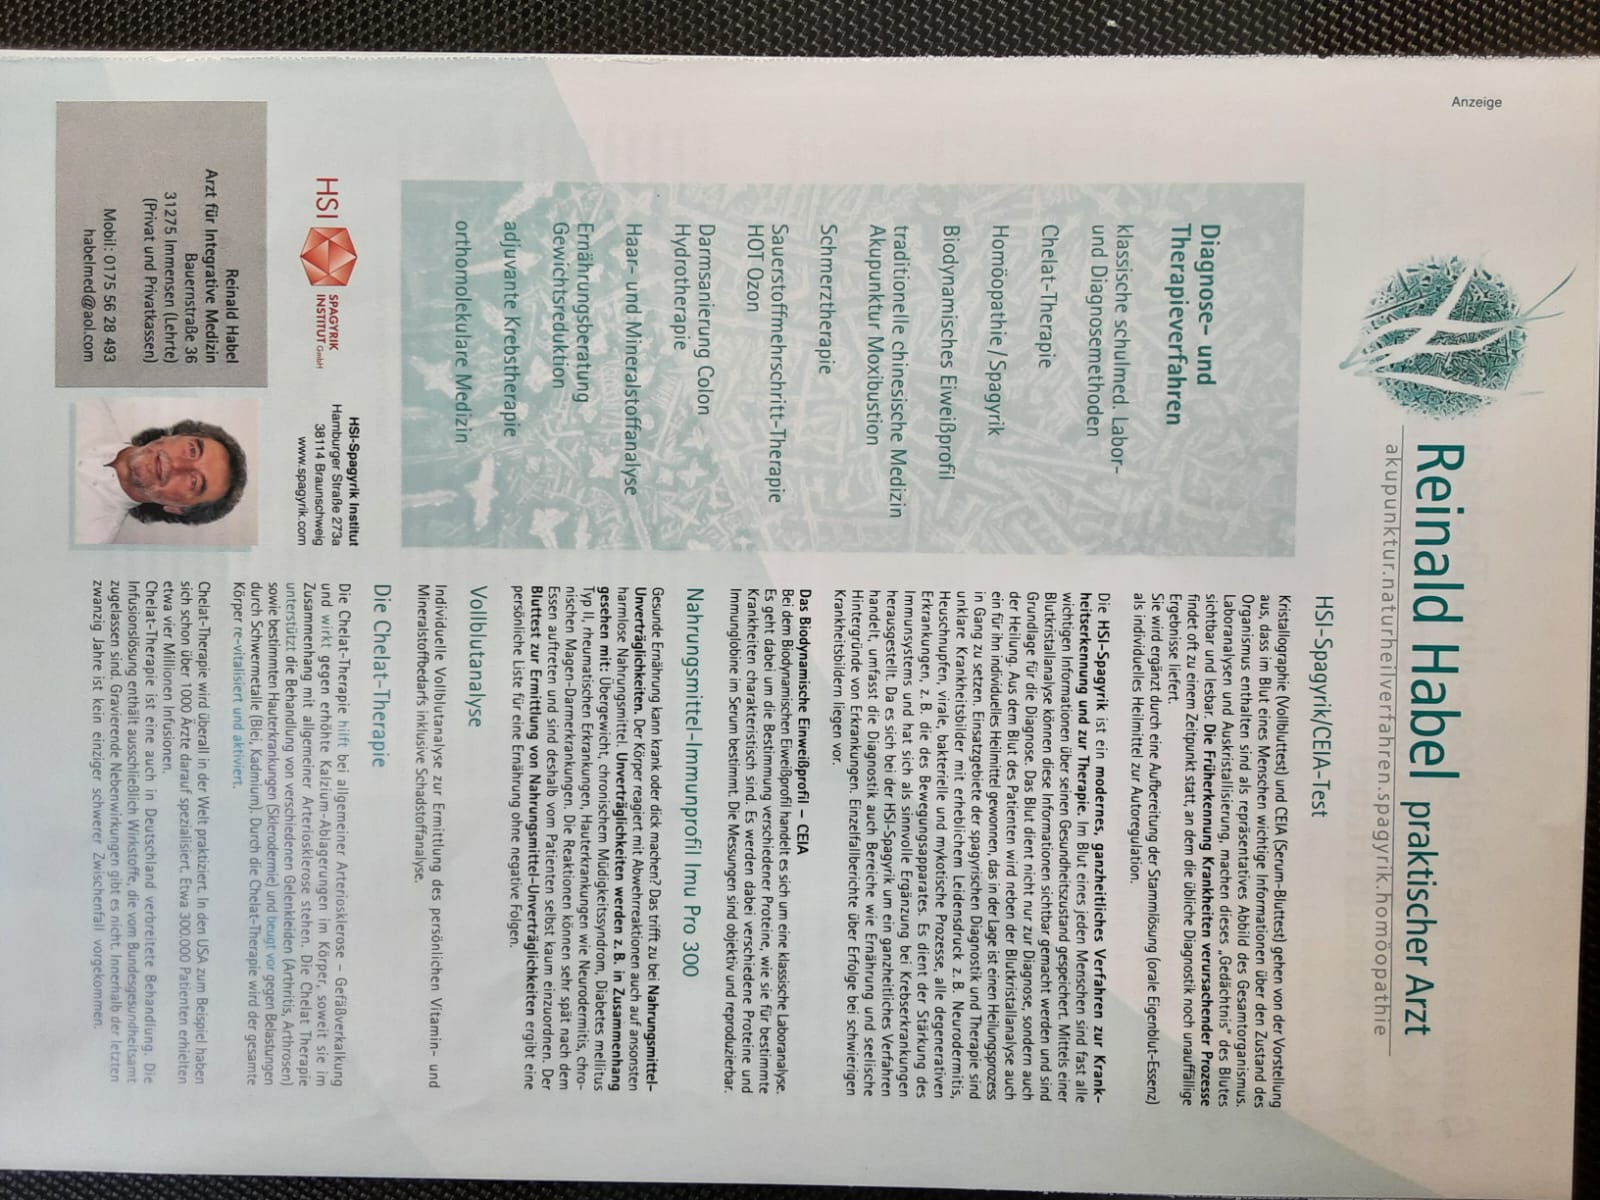 Anzeige
Reinald Habel praktischer Arzt
akupunktur.naturheilverfahren.spagyrik.homöopathie
Diagnose- und
Therapieverfahren
klassische schulmed. Labor-
und Diagnosemethoden
Chelat-Therapie
Homöopathie/Spagyrik
Biodynamisches Eiweißprofil
traditionelle chinesische Medizin
Akupunktur Moxibustion
Schmerztherapie
Sauerstoffmehrschritt-Therapie
HOT Ozon
Darmsanierung Colon
Hydrotherapie
Haar- und Mineralstoffanalyse
Ernährungsberatung
Gewichtsreduktion
adjuvante Krebstherapie
orthomolekulare Medizin
HSI SPAGYRIK
INSTITUT GmbH
HSI-Spagyrik Institut
Hamburger Straße 273a
38114 Braunschweig
www.spagyrik.com
Reinald Habel
Arzt für Integrative Medizin
Bauernstraße 36
31275 Immensen (Lehrte)
(Privat und Privatkassen)
Mobil: 0175 56 28 493
habelmed@aol.com
HSI-Spagyrik/CEIA-Test
Kristallographie (Vollbluttest) und CEIA (Serum-Bluttest) gehen von der Vorstellung
aus, dass im Blut eines Menschen wichtige Informationen über den Zustand des
Organismus enthalten sind als repräsentatives Abbild des Gesamtorganismus.
Laboranalysen und Auskristallisierung, machen dieses „Gedächtnis“ des Blutes
sichtbar und lesbar. Die Früherkennung Krankheiten verursachender Prozesse
findet oft zu einem Zeitpunkt statt, an dem die übliche Diagnostik noch unauffällige
Ergebnisse liefert.
Sie wird ergänzt durch eine Aufbereitung der Stammlösung (orale Eigenblut-Essenz)
als individuelles Heilmittel zur Autoregulation.
Die HSI-Spagyrik ist ein modernes, ganzheitliches Verfahren zur Krank-
heitserkennung und zur Therapie. Im Blut eines jeden Menschen sind fast alle
wichtigen Informationen über seinen Gesundheitszustand gespeichert. Mittels einer
Blutkristallanalyse können diese Informationen sichtbar gemacht werden und sind
Grundlage für die Diagnose. Das Blut dient nicht nur zur Diagnose, sondern auch
der Heilung. Aus dem Blut des Patienten wird neben der Blutkristallanalyse auch
ein für ihn individuelles Heilmittel gewonnen, das in der Lage ist einen Heilungsprozess
in Gang zu setzen. Einsatzgebiete der spagyrischen Diagnostik und Therapie sind
unklare Krankheitsbilder mit erheblichem Leidensdruck z. B. Neurodermitis,
Heuschnupfen, virale, bakterielle und mykotische Prozesse, alle degenerativen
Erkrankungen, z. B. die des Bewegungsapparates. Es dient der Stärkung des
Immunsystems und hat sich als sinnvolle Ergänzung bei Krebserkrankungen
herausgestellt. Da es sich bei der HSI-Spagyrik um ein ganzheitliches Verfahren
handelt, umfasst die Diagnostik auch Bereiche wie Ernährung und seelische
Hintergründe von Erkrankungen. Einzelfallberichte über Erfolge bei schwierigen
Krankheitsbildern liegen vor.
Das Biodynamische Einweißprofil – CEIA
Bei dem Biodynamischen Eiweißprofil handelt es sich um eine klassische Laboranalyse.
Es geht dabei um die Bestimmung verschiedener Proteine, wie sie für bestimmte
Krankheiten charakteristisch sind. Es werden dabei verschiedene Proteine und
Immunglobine im Serum bestimmt. Die Messungen sind objektiv und reproduzierbar.
Nahrungsmittel-Immunprofil Imu Pro 300
Gesunde Ernährung kann krank oder dick machen? Das trifft zu bei Nahrungsmittel-
Unverträglichkeiten. Der Körper reagiert mit Abwehrreaktionen auch auf ansonsten
harmlose Nahrungsmittel. Unverträglichkeiten werden z. B. in Zusammenhang
gesehen mit: Übergewicht, chronischem Müdigkeitssyndrom, Diabetes mellitus
Typ II, rheumatischen Erkrankungen, Hauterkrankungen wie Neurodermitis, chro-
nischen Magen-Darmerkrankungen. Die Reaktionen können sehr spät nach dem
Essen auftreten und sind deshalb vom Patienten selbst kaum einzuordnen. Der
Bluttest zur Ermittlung von Nahrungsmittel-Unverträglichkeiten ergibt eine
persönliche Liste für eine Ernährung ohne negative Folgen.
Vollblutanalyse
Individuelle Vollblutanalyse zur Ermittlung des persönlichen Vitamin- und
Mineralstoffbedarfs inklusive Schadstoffanalyse.
Die Chelat-Therapie
Die Chelat-Therapie hilft bei allgemeiner Arteriosklerose – Gefäßverkalkung
und wirkt gegen erhöhte Kalzium-Ablagerungen im Körper, soweit sie im
Zusammenhang mit allgemeiner Arteriosklerose stehen. Die Chelat Therapie
unterstützt die Behandlung von verschiedenen Gelenkleiden (Arthritis, Arthrosen)
sowie bestimmten Hauterkrankungen (Sklerodermie) und beugt vor gegen Belastungen
durch Schwermetalle (Blei, Kadmium). Durch die Chelat-Therapie wird der gesamte
Körper re-vitalisiert und aktiviert.
Chelat-Therapie wird überall in der Welt praktiziert. In den USA zum Beispiel haben
sich schon über 1000 Ärzte darauf spezialisiert. Etwa 300.000 Patienten erhielten
etwa vier Millionen Infusionen.
Chelat-Therapie ist eine auch in Deutschland verbreitete Behandlung. Die
Infusionslösung enthält ausschließlich Wirkstoffe, die vom Bundesgesundheitsamt
zugelassen sind. Gravierende Nebenwirkungen gibt es nicht. Innerhalb der letzten
zwanzig Jahre ist kein einziger schwerer Zwischenfall vorgekommen.